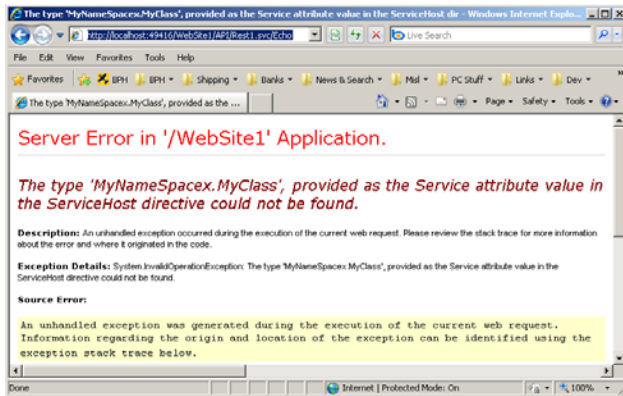 The type 'MyNameSpacex.MyClass', provided as the Service attribute value in the ServiceHost dir - Windows Internet Explo...
http://localhost:49416/WebSite1/API/Rest1.svc/Echo Live Search
File Edit View Favorites Tools Help
Favorites BPH BPH Shipping Banks News & Search Misl PC Stuff Links Dev »
The type 'MyNameSpacex.MyClass', provided as the ... Page Safety Tools
Server Error in '/WebSite1' Application.
The type 'MyNameSpacex.MyClass', provided as the Service attribute value in
the ServiceHost directive could not be found.
Description: An unhandled exception occurred during the execution of the current web request. Please review the stack trace for more information
about the error and where it originated in the code.
Exception Details: System.InvalidOperationException: The type 'MyNameSpacex.MyClass', provided as the Service attribute value in the
ServiceHost directive could not be found.
Source Error:
An unhandled exception was generated during the execution of the current web request.
Information regarding the origin and location of the exception can be identified using the
exception stack trace below.
Done Internet | Protected Mode: On 100%